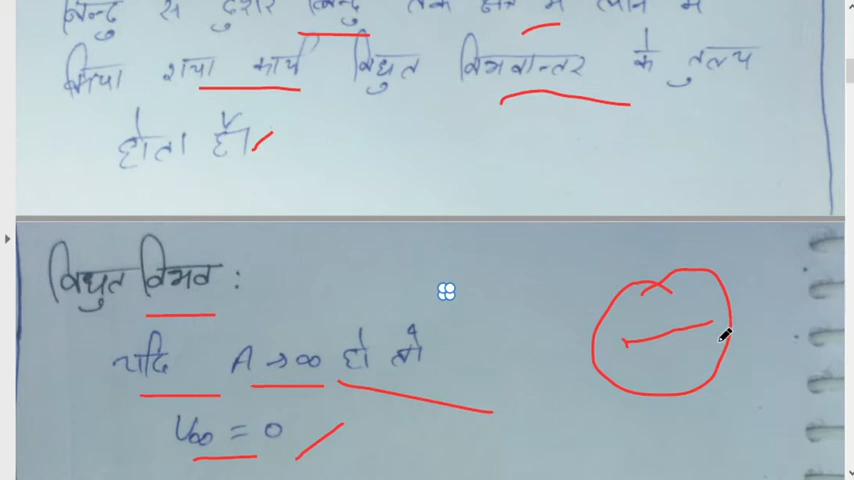 बिन्दु से दुसरे बिन्दु तक क्षेत्र में लाने में
किया गया कार्य विधुत विभवान्तर के तुल्य
होता है।
विधुत विभव :
यदि A → ∞ हो तो
U∞ = 0